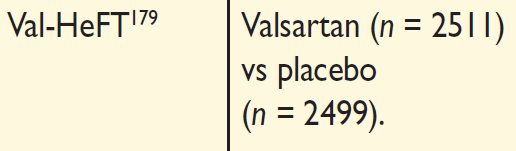 Val-HeFT¹⁷⁹
Valsartan (n = 2511)
vs placebo
(n = 2499).